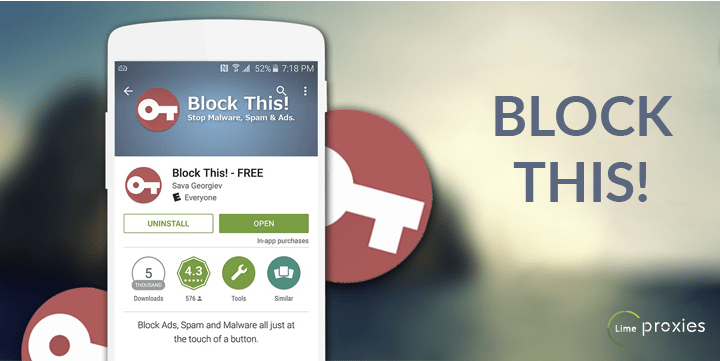 52% 7:18 PM
Block This!
Stop Malware, Spam & Ads.
Block This! - FREE
Sava Georgiev
E Everyone
UNINSTALL
OPEN
In-app purchases
5
THOUSAND
Downloads
4.3
576
Tools
Similar
Block Ads, Spam and Malware all just at
the touch of a button.
BLOCK
THIS!
Lime proxies